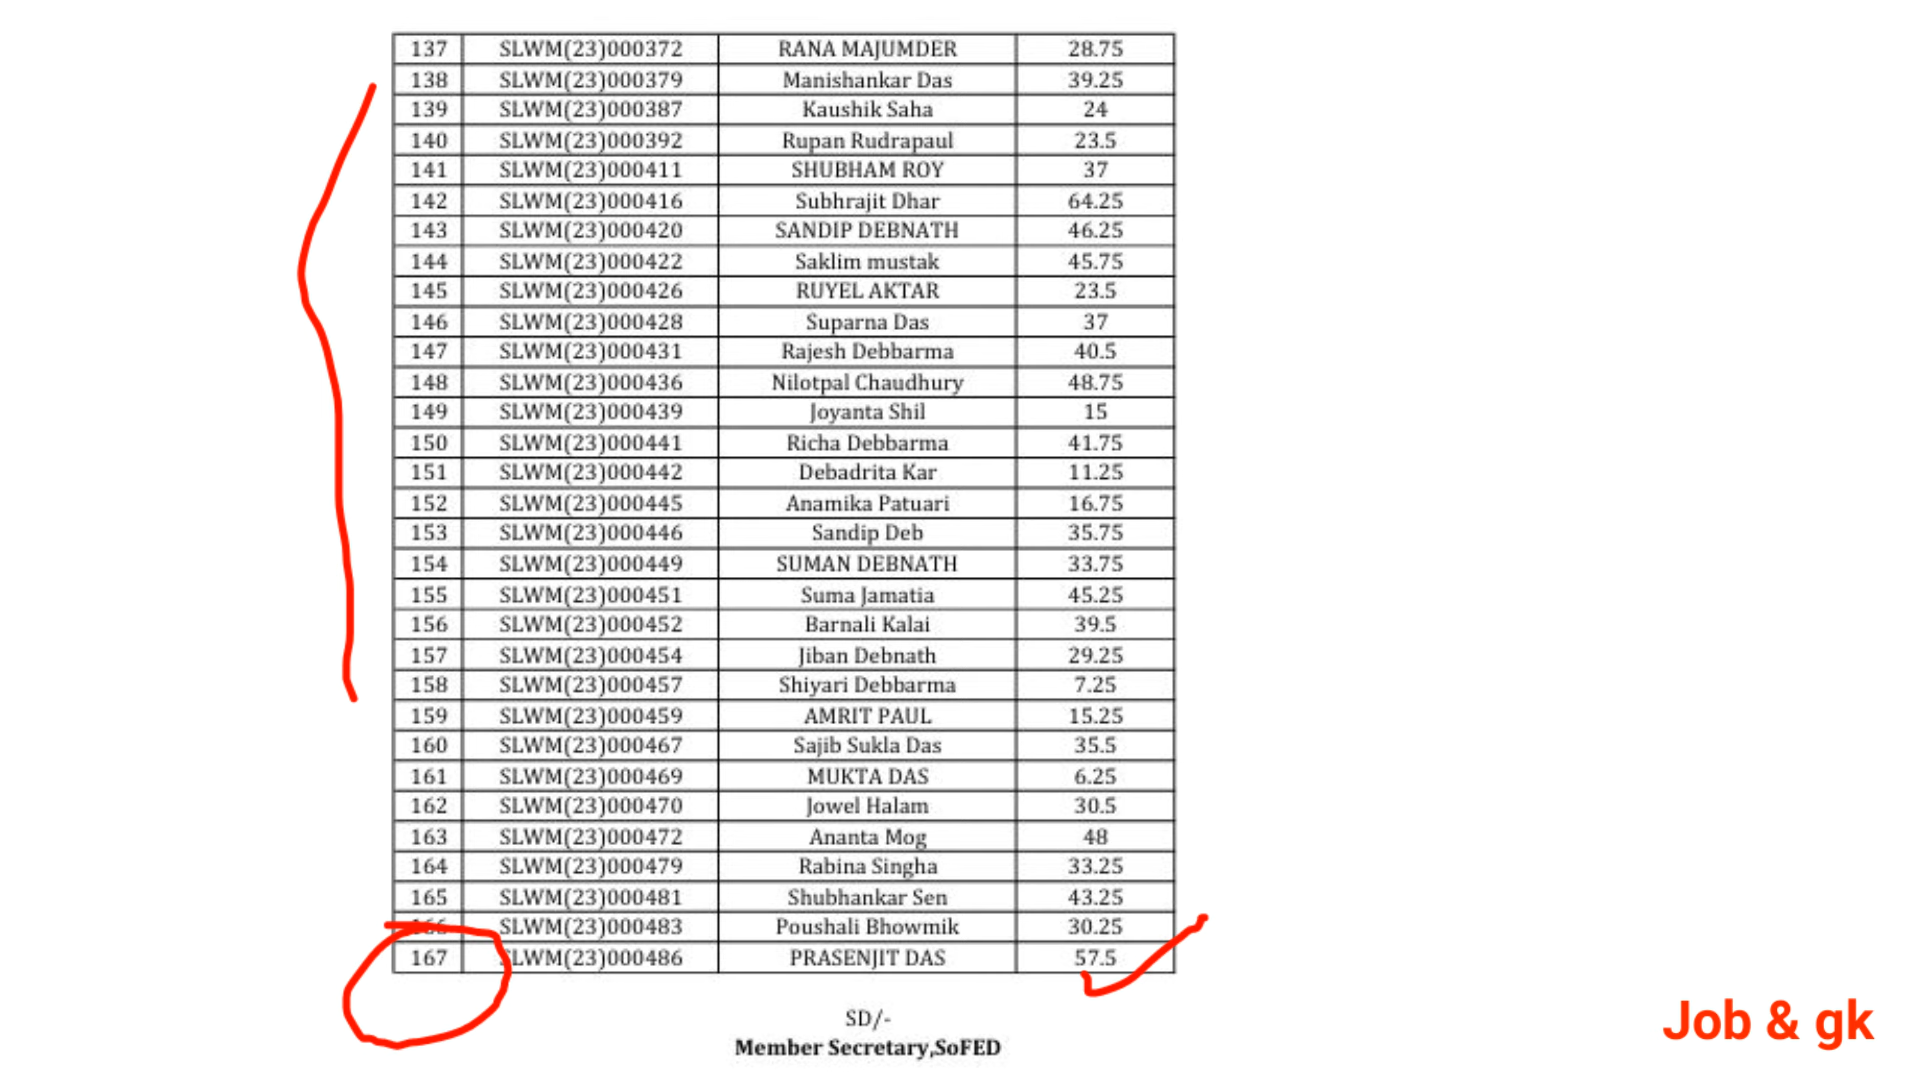 137 SLWM(23)000372 RANA MAJUMDER 28.75
138 SLWM(23)000379 Manishankar Das 39.25
139 SLWM(23)000387 Kaushik Saha 24
140 SLWM(23)000392 Rupan Rudrapaul 23.5
141 SLWM(23)000411 SHUBHAM ROY 37
142 SLWM(23)000416 Subhrajit Dhar 64.25
143 SLWM(23)000420 SANDIP DEBNATH 46.25
144 SLWM(23)000422 Saklim mustak 45.75
145 SLWM(23)000426 RUYEL AKTAR 23.5
146 SLWM(23)000428 Suparna Das 37
147 SLWM(23)000431 Rajesh Debbarma 40.5
148 SLWM(23)000436 Nilotpal Chaudhury 48.75
149 SLWM(23)000439 Joyanta Shil 15
150 SLWM(23)000441 Richa Debbarma 41.75
151 SLWM(23)000442 Debadrita Kar 11.25
152 SLWM(23)000445 Anamika Patuari 16.75
153 SLWM(23)000446 Sandip Deb 35.75
154 SLWM(23)000449 SUMAN DEBNATH 33.75
155 SLWM(23)000451 Suma Jamatia 45.25
156 SLWM(23)000452 Barnali Kalai 39.5
157 SLWM(23)000454 Jiban Debnath 29.25
158 SLWM(23)000457 Shiyari Debbarma 7.25
159 SLWM(23)000459 AMRIT PAUL 15.25
160 SLWM(23)000467 Sajib Sukla Das 35.5
161 SLWM(23)000469 MUKTA DAS 6.25
162 SLWM(23)000470 Jowel Halam 30.5
163 SLWM(23)000472 Ananta Mog 48
164 SLWM(23)000479 Rabina Singha 33.25
165 SLWM(23)000481 Shubhankar Sen 43.25
166 SLWM(23)000483 Poushali Bhowmik 30.25
167 SLWM(23)000486 PRASENJIT DAS 57.5
SD/-
Member Secretary,SoFED
Job & gk